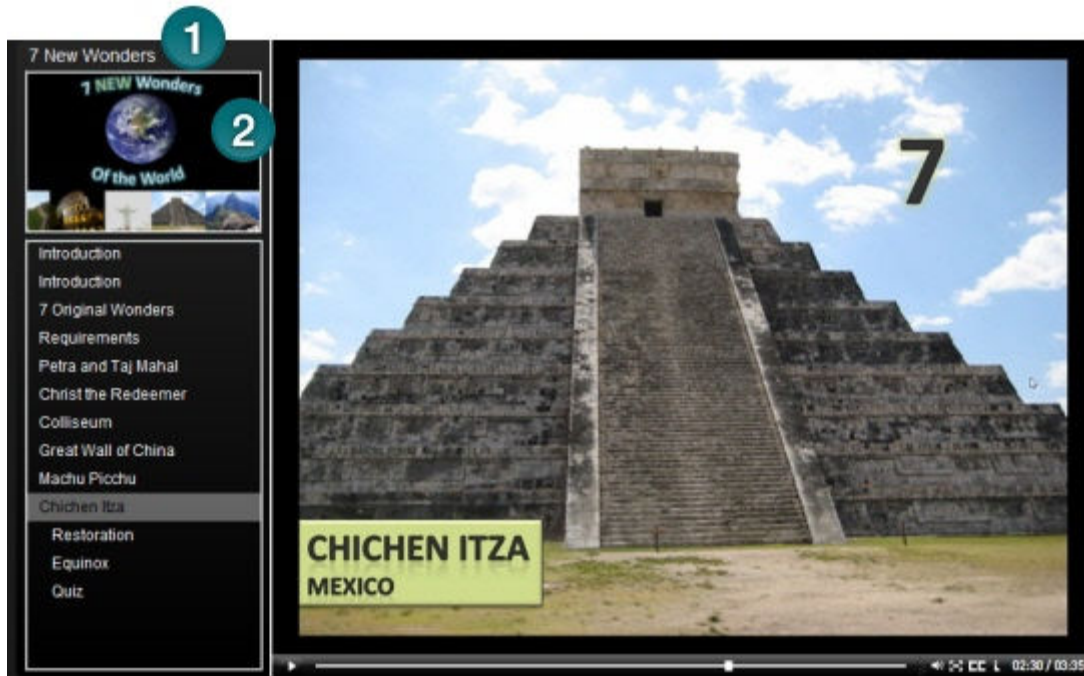 1
7 New Wonders
7 NEW Wonders
2
Of the World
Introduction
Introduction
7 Original Wonders
Requirements
Petra and Taj Mahal
Christ the Redeemer
Colliseum
Great Wall of China
Machu Picchu
Chichen Itza
Restoration
Equinox
Quiz
7
CHICHEN ITZA
MEXICO
CC
02:30 / 03:35